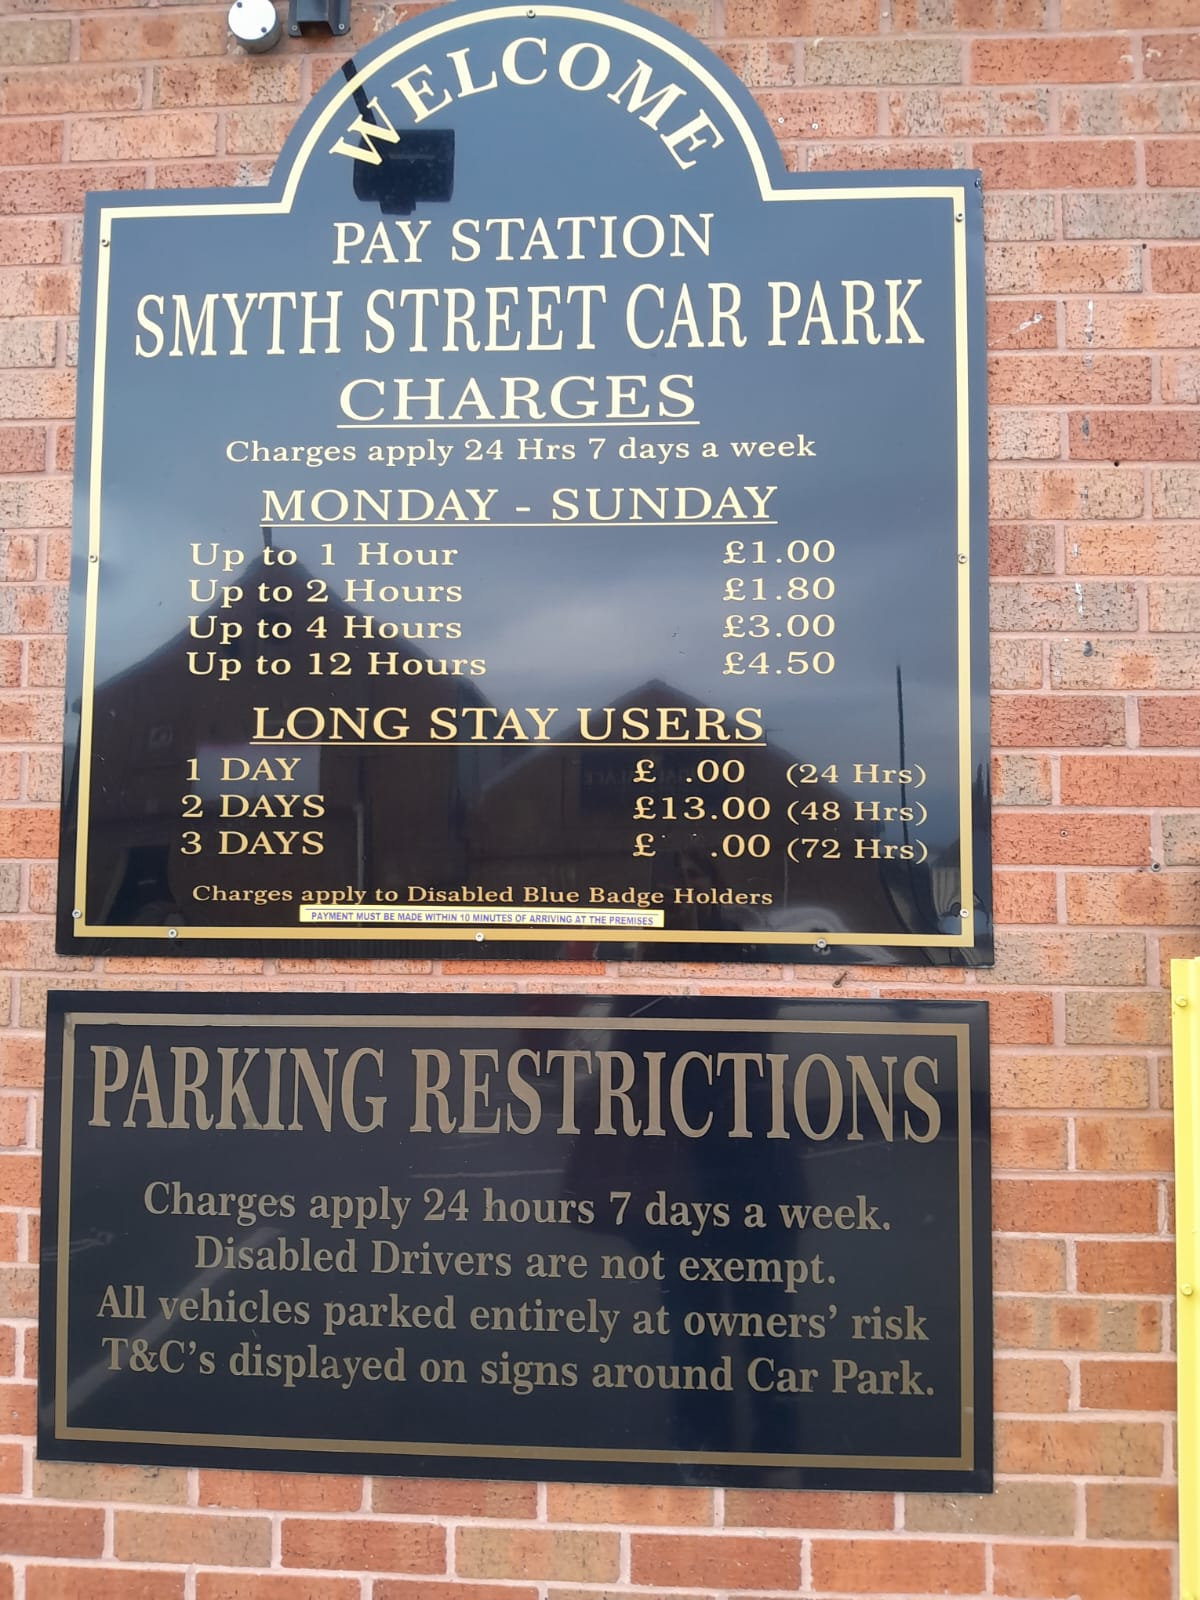 WELCOME
PAY STATION
SMYTH STREET CAR PARK
CHARGES
Charges apply 24 Hrs 7 days a week
MONDAY - SUNDAY
Up to 1 Hour £1.00
Up to 2 Hours £1.80
Up to 4 Hours £3.00
Up to 12 Hours £4.50
LONG STAY USERS
1 DAY £ .00 (24 Hrs)
2 DAYS £13.00 (48 Hrs)
3 DAYS £ .00 (72 Hrs)
Charges apply to Disabled Blue Badge Holders
PAYMENT MUST BE MADE WITHIN 10 MINUTES OF ARRIVING AT THE PREMISES
PARKING RESTRICTIONS
Charges apply 24 hours 7 days a week.
Disabled Drivers are not exempt.
All vehicles parked entirely at owners’ risk
T&C’s displayed on signs around Car Park.